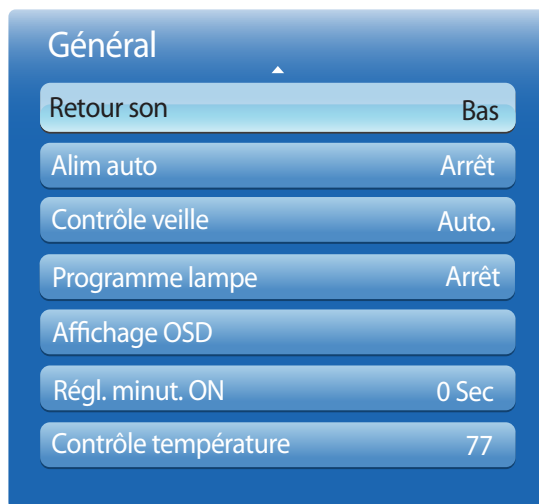 Général
Retour son Bas
Alim auto Arrêt
Contrôle veille Auto.
Programme lampe Arrêt
Affichage OSD
Régl. minut. ON 0 Sec
Contrôle température 77